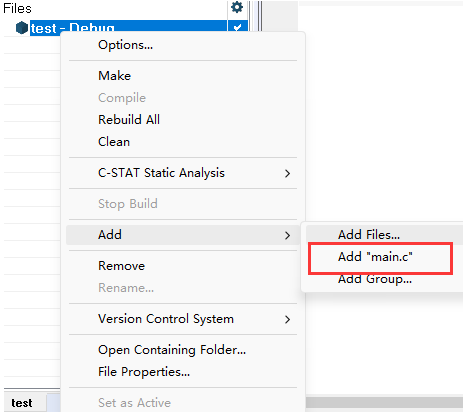 Files
test - Debug
Options...
Make
Compile
Rebuild All
Clean
C-STAT Static Analysis
Stop Build
Add
Add Files...
Add "main.c"
Add Group...
Remove
Rename...
Version Control System
Open Containing Folder...
File Properties...
Set as Active
test